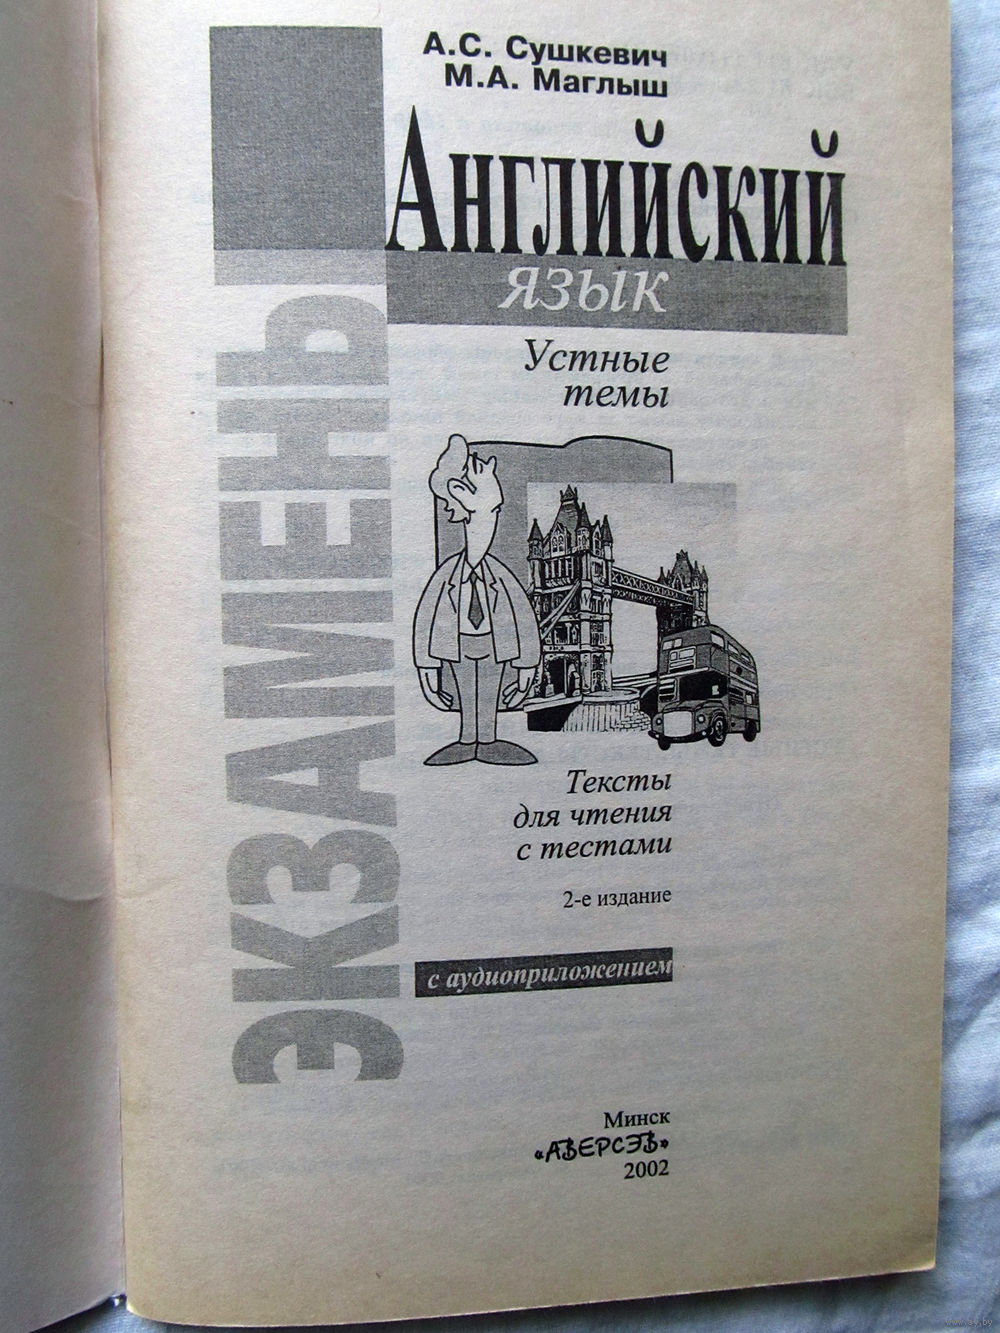 А.С. Сушкевич
М.А. Маглыш
Английский
язык
Устные
темы
ЭКЗАМЕНЫ
Тексты
для чтения
с тестами
2-е издание
с аудиоприложением
Минск
«АВЕРСЭВ»
2002